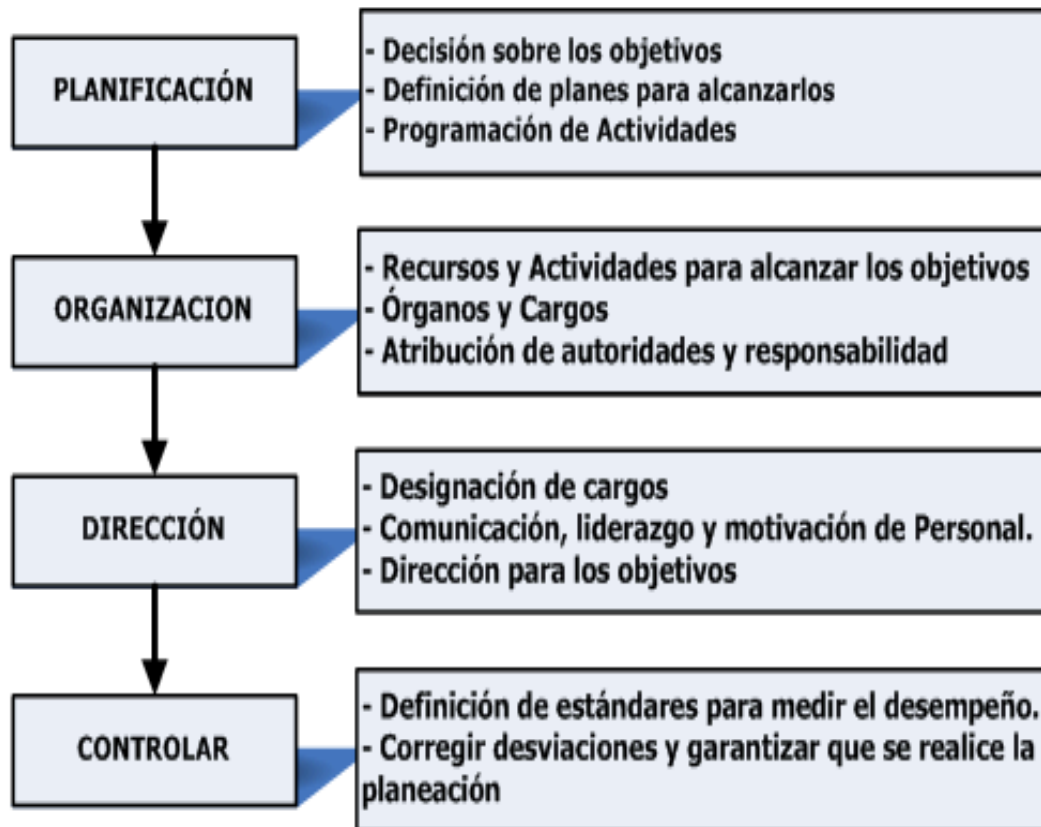 PLANIFICACIÓN
- Decisión sobre los objetivos
- Definición de planes para alcanzarlos
- Programación de Actividades
ORGANIZACION
- Recursos y Actividades para alcanzar los objetivos
- Órganos y Cargos
- Atribución de autoridades y responsabilidad
DIRECCIÓN
- Designación de cargos
- Comunicación, liderazgo y motivación de Personal.
- Dirección para los objetivos
CONTROLAR
- Definición de estándares para medir el desempeño.
- Corregir desviaciones y garantizar que se realice la
planeación